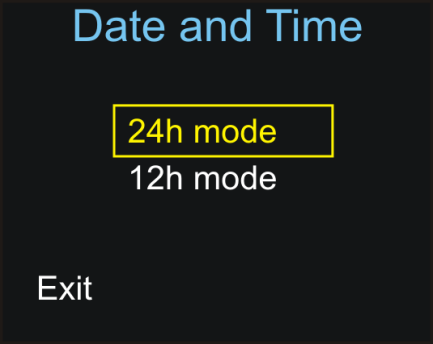 Date and Time
24h mode
12h mode
Exit